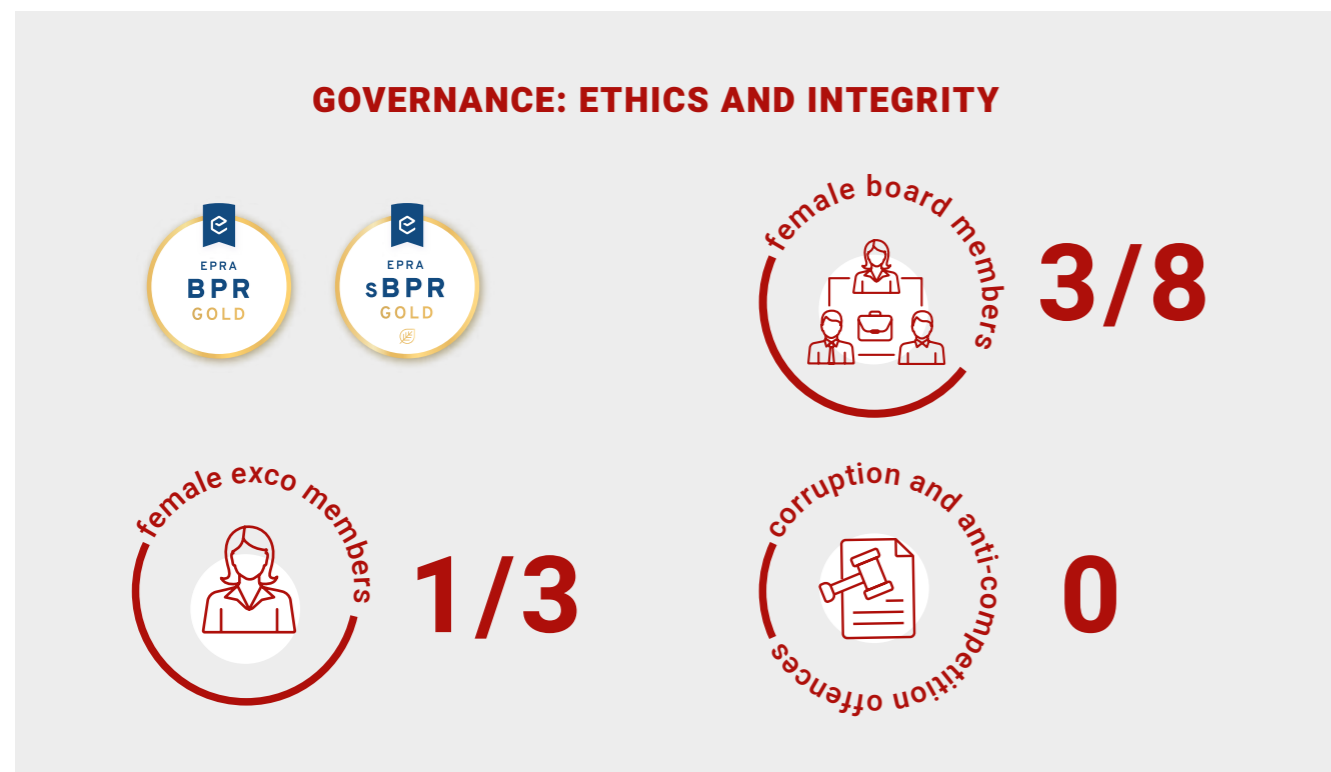 GOVERNANCE: ETHICS AND INTEGRITY
EPRA
BPR
GOLD
EPRA
sBPR
GOLD
female board members
3/8
female exco members
1/3
corruption and anti-competition offences
0